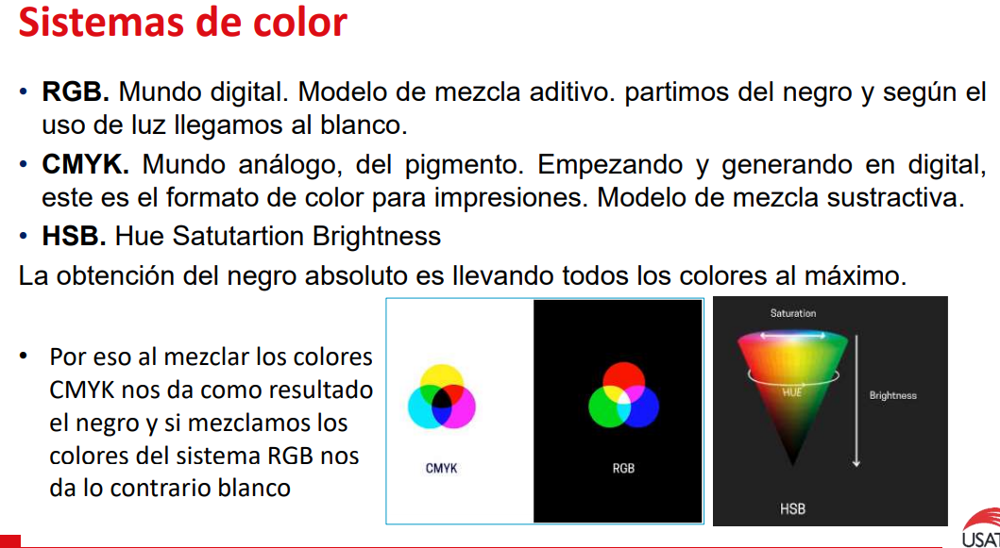 Sistemas de color
• RGB. Mundo digital. Modelo de mezcla aditivo. partimos del negro y según el
uso de luz llegamos al blanco.
• CMYK. Mundo análogo, del pigmento. Empezando y generando en digital,
este es el formato de color para impresiones. Modelo de mezcla sustractiva.
• HSB. Hue Satutartion Brightness
La obtención del negro absoluto es llevando todos los colores al máximo.
• Por eso al mezclar los colores
CMYK nos da como resultado
el negro y si mezclamos los
colores del sistema RGB nos
da lo contrario blanco
CMYK
RGB
Saturation
HUE
Brightness
HSB